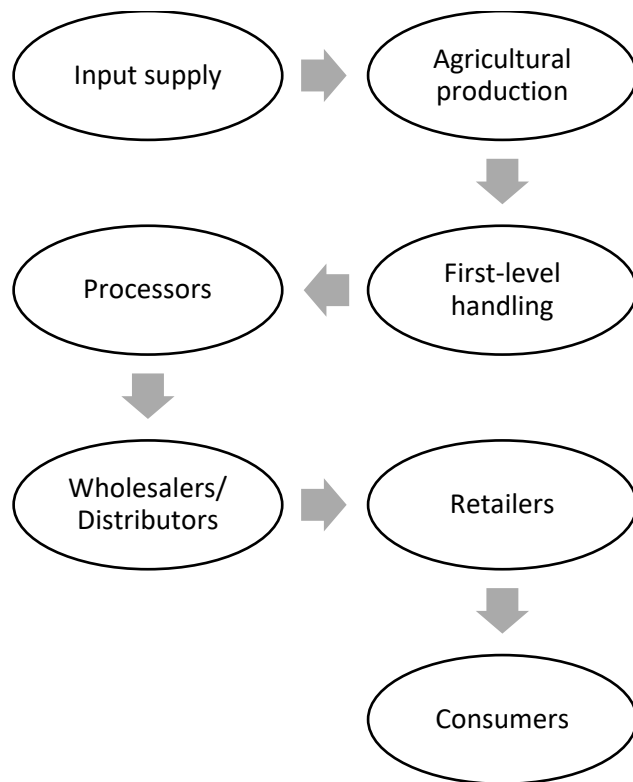 Input supply
Agricultural
production
First-level
handling
Processors
Wholesalers/
Distributors
Retailers
Consumers